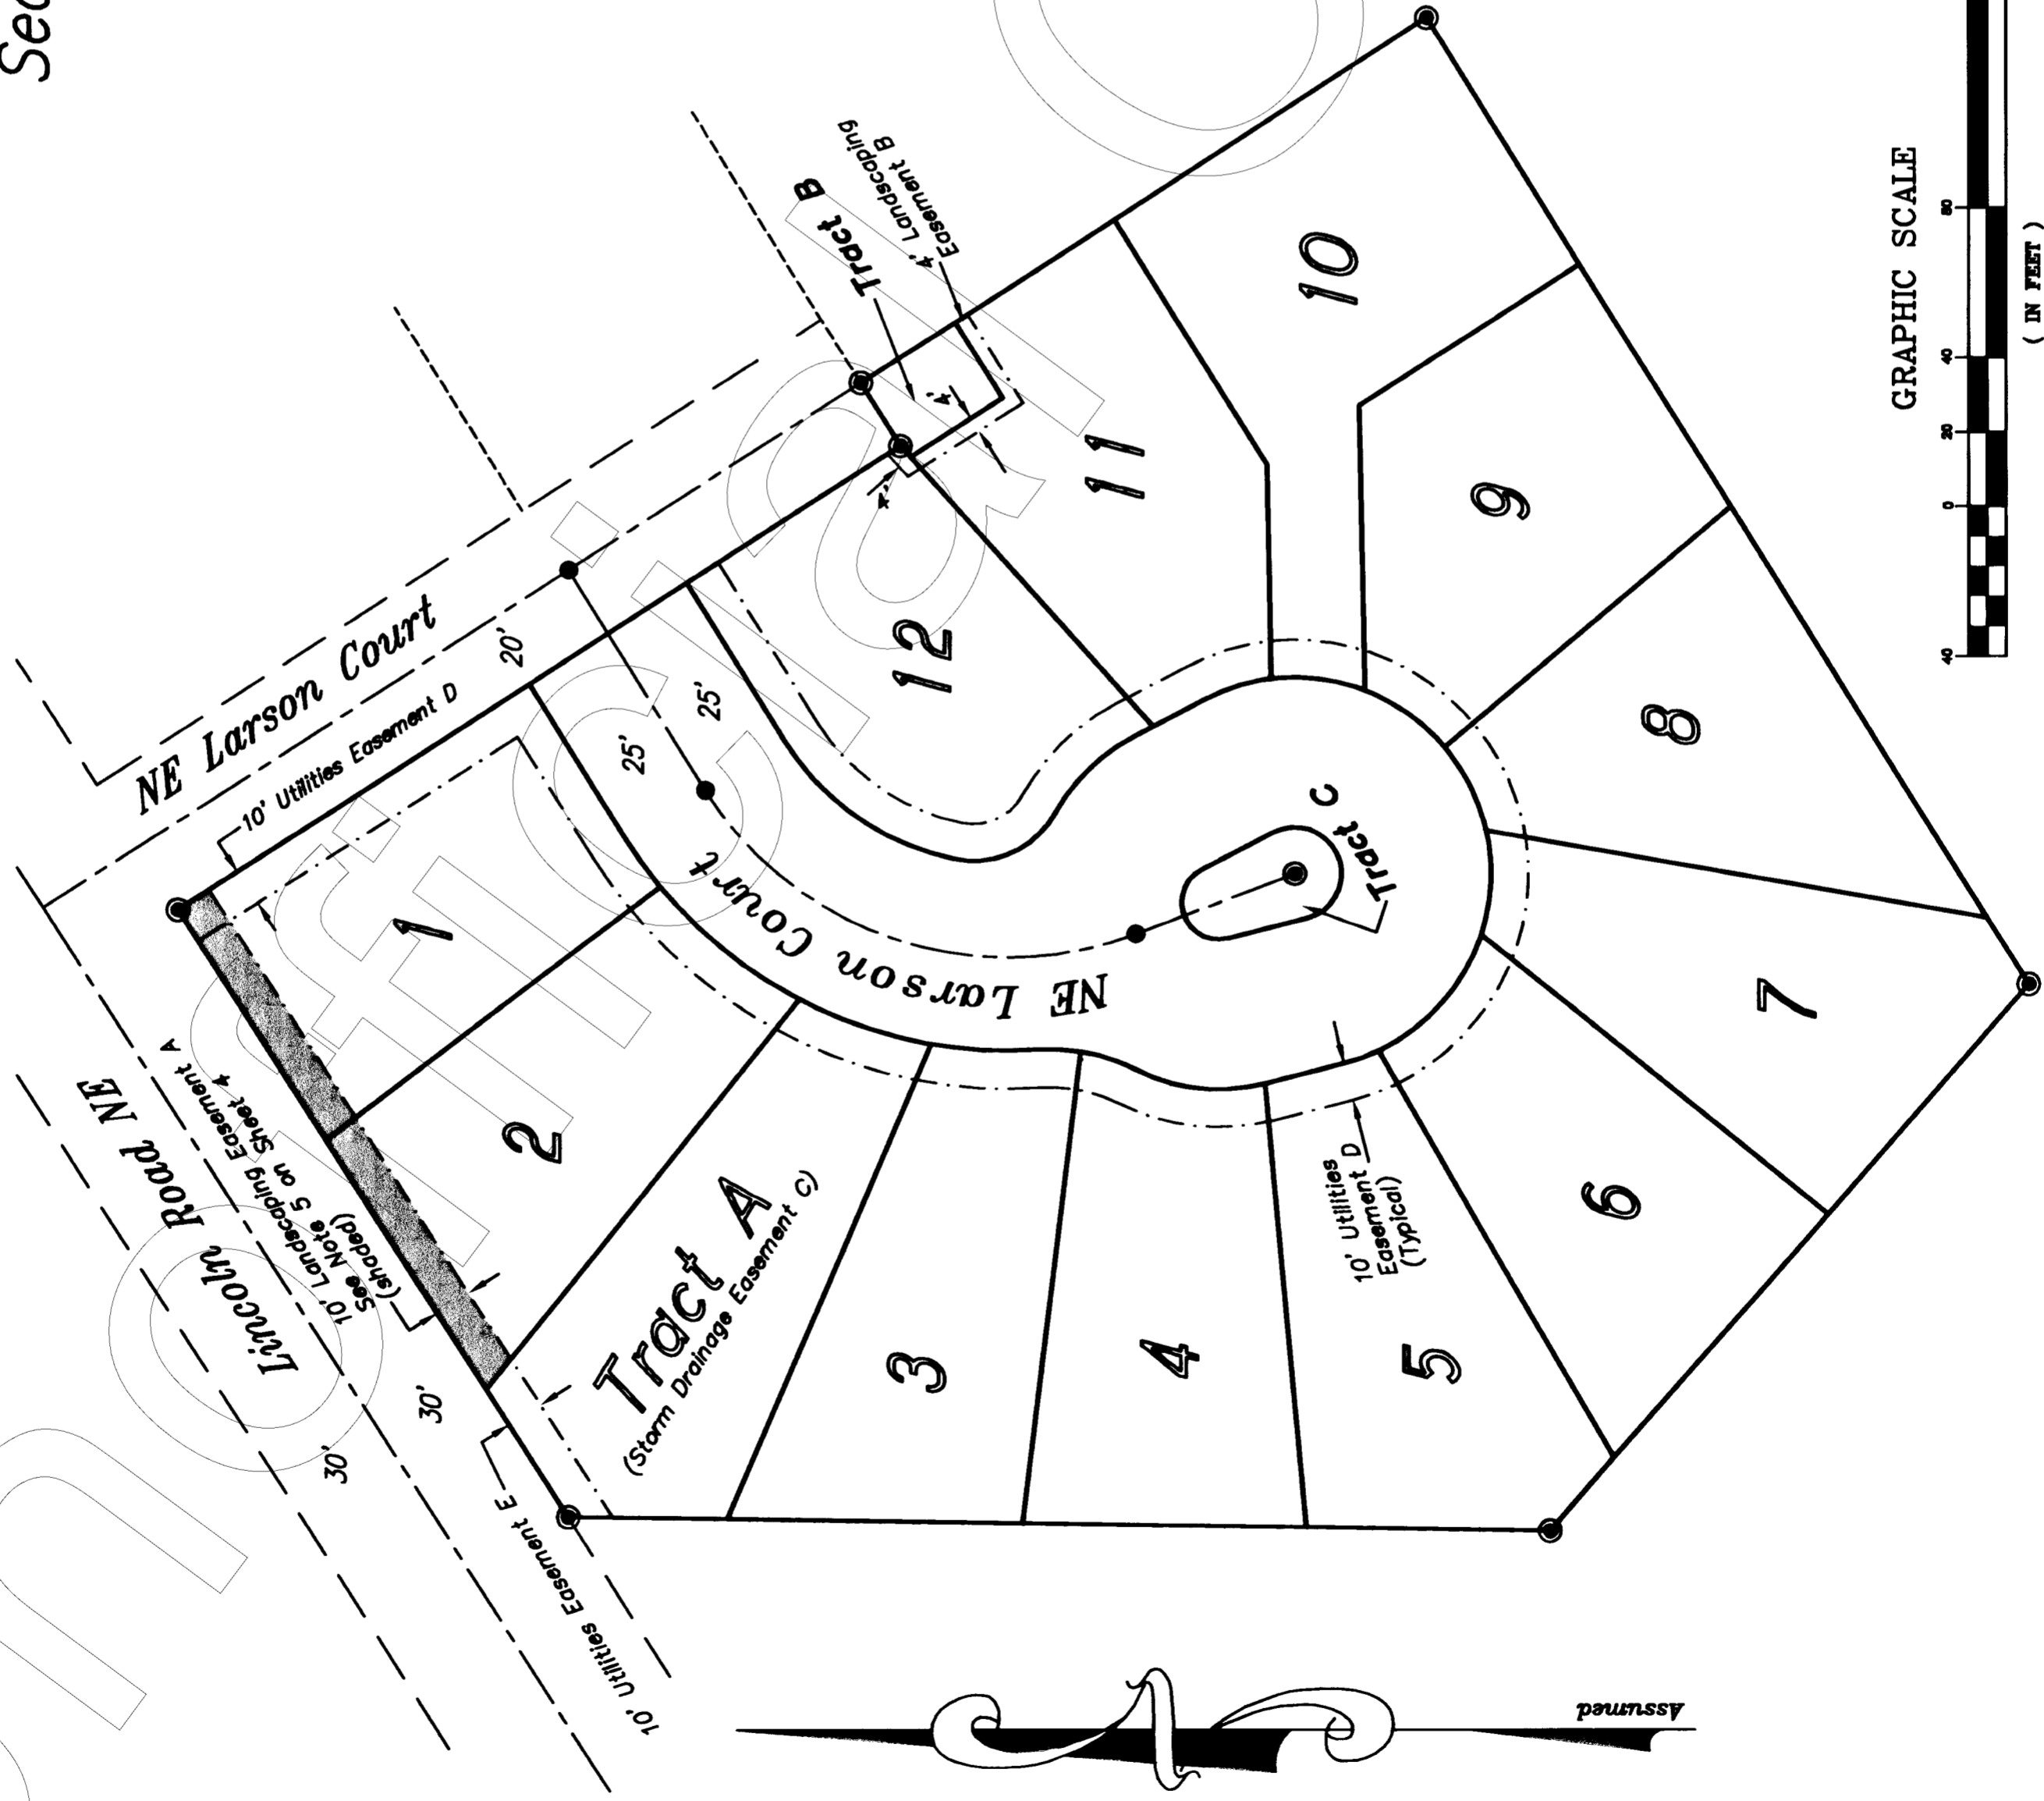 Sec
NE Larson Court
10' Utilities Easement D
20'
25'
25'
Tract B
4' Landscaping
Easement B
4'
4'
Lincoln Road NE
10' Landscaping Easement A
See Note 5 on Sheet 4
(shaded)
30'
30'
10' Utilities Easement E
1
2
Tract A
(Storm Drainage Easement C)
3
4
5
6
7
8
9
10
11
12
NE Larson Court
Tract C
10' Utilities
Easement D
(Typical)
GRAPHIC SCALE
40
0
20
40
80
( IN FEET )
N
Assumed
Unofficial